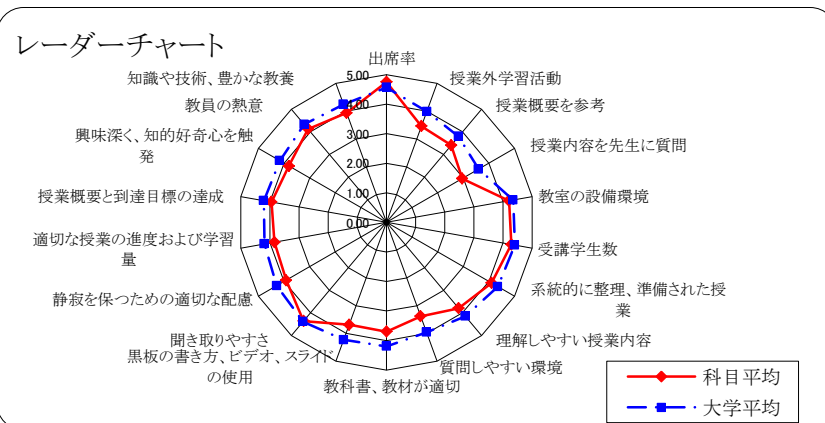 レーダーチャート
出席率
授業外学習活動
授業概要を参考
授業内容を先生に質問
教室の設備環境
受講学生数
系統的に整理、準備された授
業
理解しやすい授業内容
質問しやすい環境
教科書、教材が適切
黒板の書き方、ビデオ、スライド
の使用
聞き取りやすさ
静寂を保つための適切な配慮
適切な授業の進度および学習
量
授業概要と到達目標の達成
興味深く、知的好奇心を触
発
教員の熱意
知識や技術、豊かな教養
5.00
4.00
3.00
2.00
1.00
0.00
科目平均
大学平均